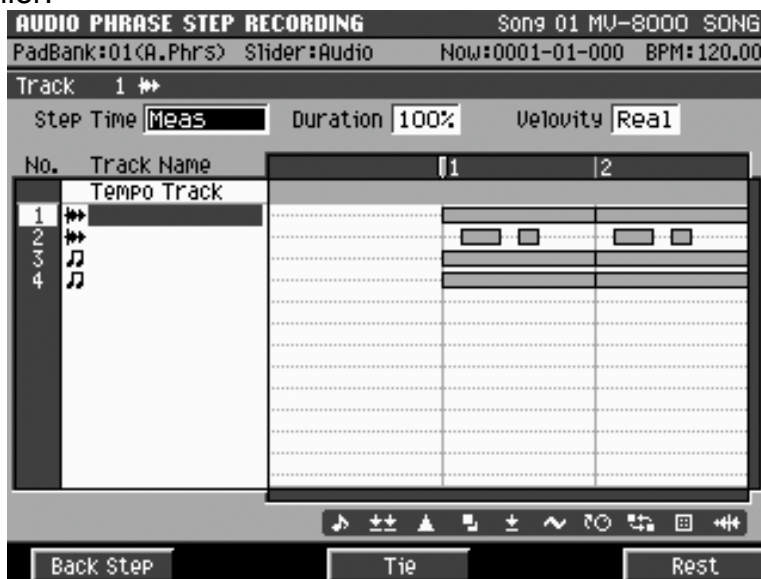 AUDIO PHRASE STEP RECORDING Song 01 MV-8000 SONG
PadBank:01(A.Phrs) Slider:Audio Now:0001-01-000 BPM:120.00
Track 1
Step Time Meas Duration 100% Velovity Real
No. Track Name 1 2
Tempo Track
1
2
3
4
Back Step Tie Rest